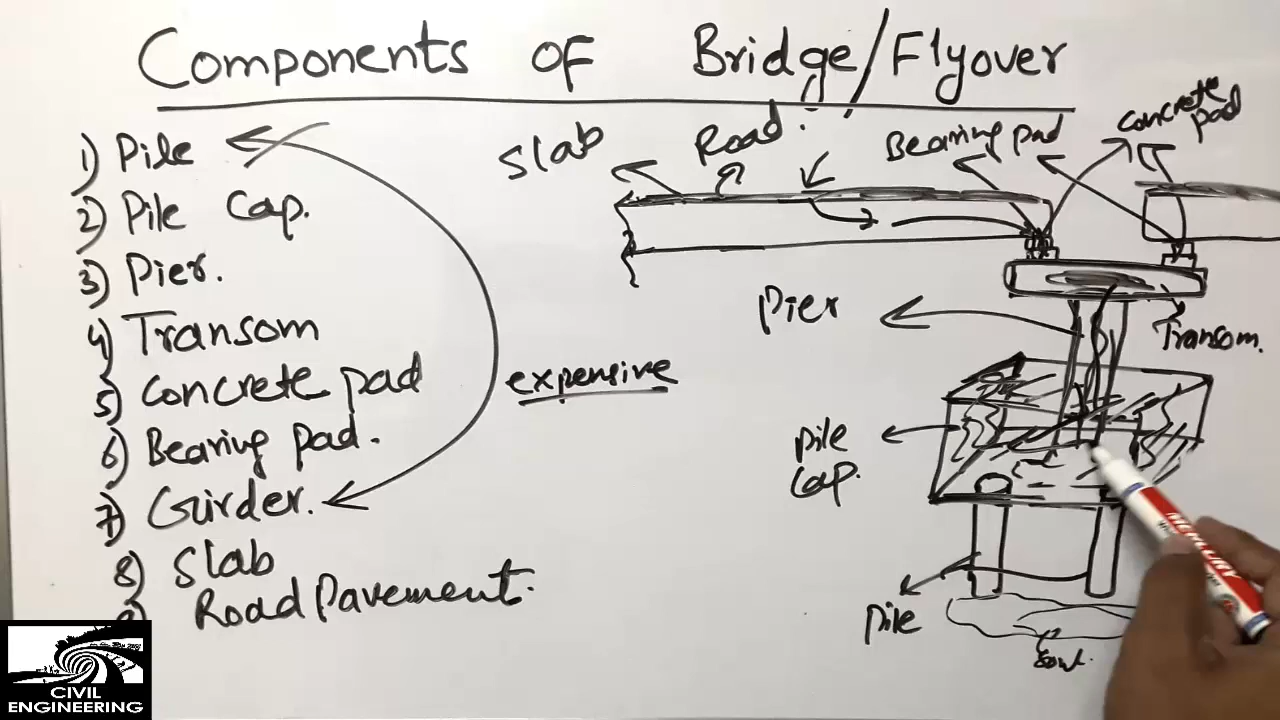 Components of Bridge/Flyover
1) Pile
2) Pile Cap.
3) Pier.
4) Transom
5) Concrete pad
6) Bearing pad.
7) Girder.
8) Slab
9) Road Pavement.
expensive
Slab
Road
Bearing pad
Concrete
pad
Pier
Transom.
pile
Cap.
pile
CIVIL
ENGINEERING
MERCURY